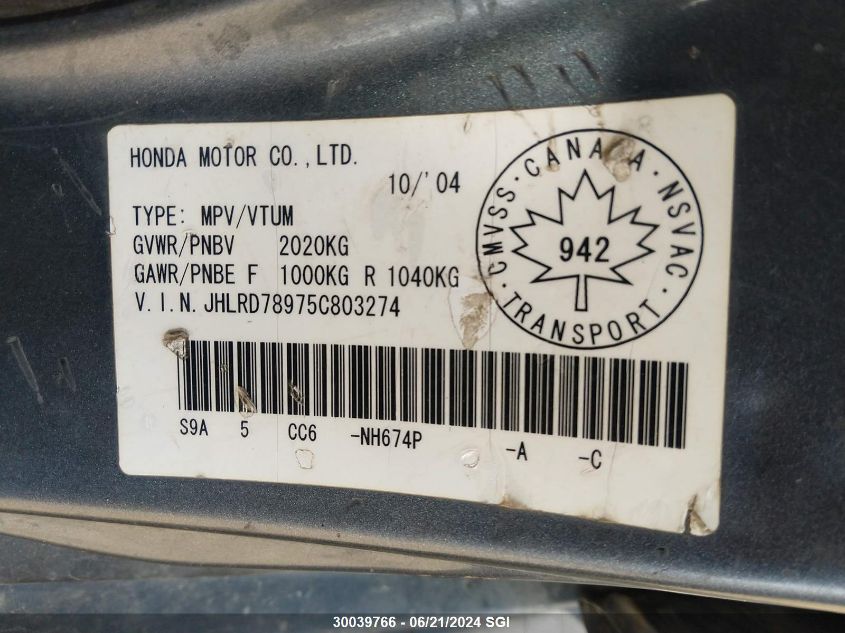 HONDA MOTOR CO.,LTD.
10/'04
TYPE: MPV/VTUM
GVWR/PNBV 2020KG
GAWR/PNBE F 1000KG R 1040KG
V.I.N. JHLRD78975C803274
CMVSS · CANADA · NSVAC · TRANSPORT ·
942
S9A 5 CC6 -NH674P -A -C
30039766 - 06/21/2024 SGI